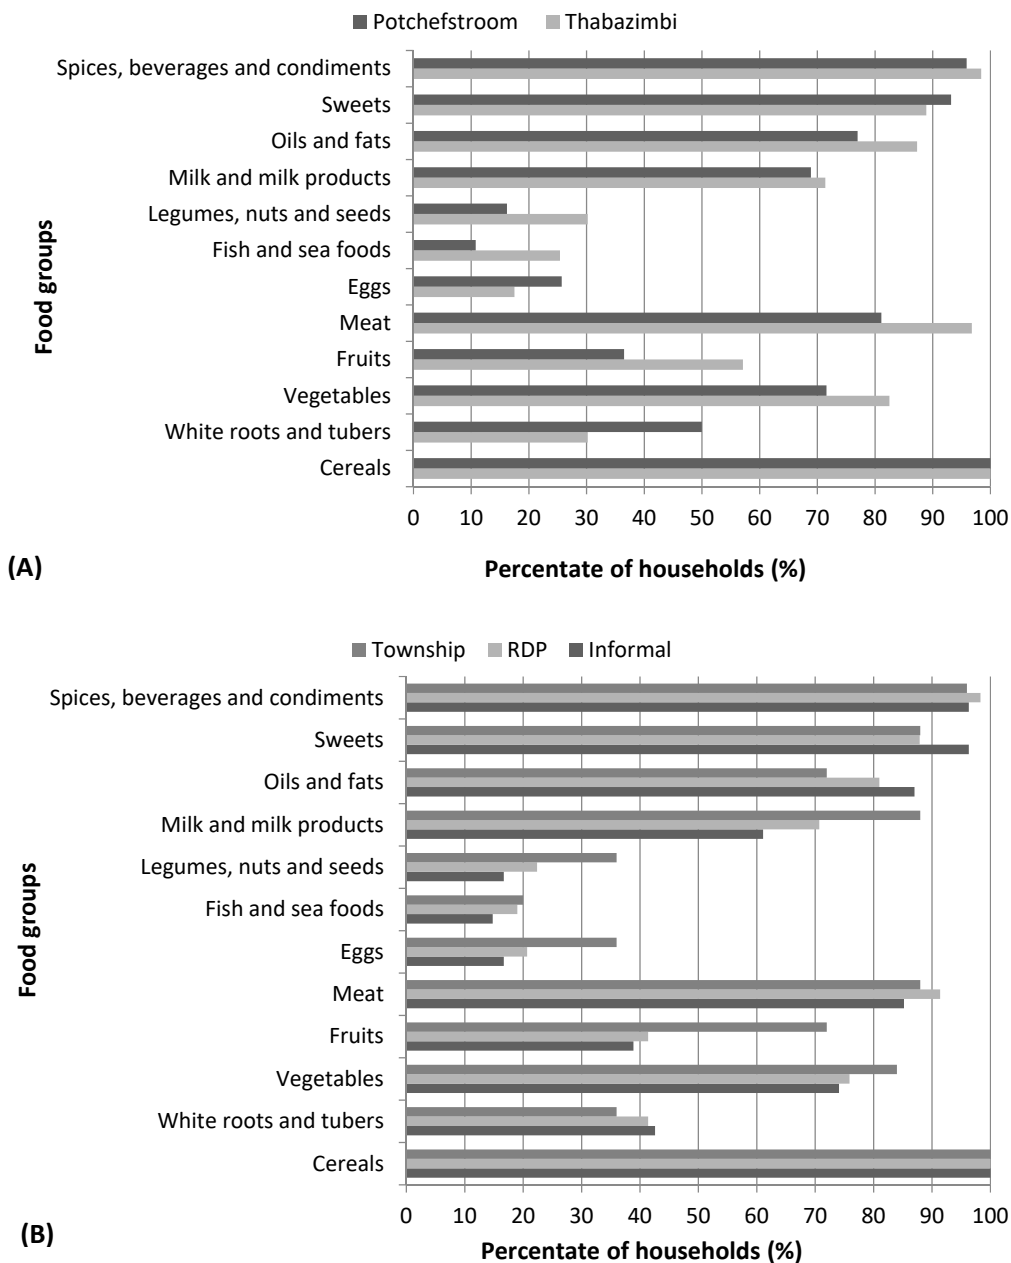 Potchefstroom Thabazimbi
Spices, beverages and condiments
Sweets
Oils and fats
Milk and milk products
Legumes, nuts and seeds
Fish and sea foods
Eggs
Meat
Fruits
Vegetables
White roots and tubers
Cereals
Food groups
0 10 20 30 40 50 60 70 80 90 100
(A)
Percentate of households (%)
Township RDP Informal
Spices, beverages and condiments
Sweets
Oils and fats
Milk and milk products
Legumes, nuts and seeds
Fish and sea foods
Eggs
Meat
Fruits
Vegetables
White roots and tubers
Cereals
Food groups
0 10 20 30 40 50 60 70 80 90 100
(B)
Percentate of households (%)